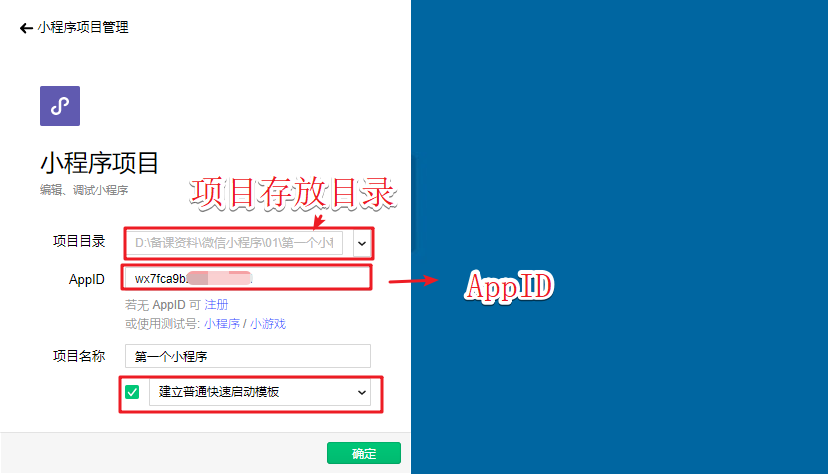 小程序项目管理
小程序项目
编辑、调试小程序
项目存放目录
项目目录 D:\备课资料\微信小程序\01\第一个小
AppID wx7fca9b
AppID
若无 AppID 可 注册
或使用测试号: 小程序 / 小游戏
项目名称 第一个小程序
建立普通快速启动模板
确定